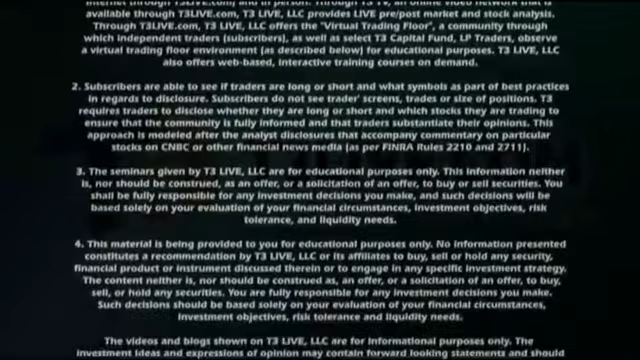 Internet through T3LIVE.com) and in person. Through T3 TV, an online video network that is
available through T3LIVE.com, T3 LIVE, LLC provides LIVE pre/post market and stock analysis.
Through T3LIVE.com, T3 LIVE, LLC offers the "Virtual Trading Floor", a community through
which independent traders (subscribers), as well as select T3 Capital Fund, LP Traders, observe
a virtual trading floor environment (as described below) for educational purposes. T3 LIVE, LLC
also offers web-based, interactive training courses on demand.
2. Subscribers are able to see if traders are long or short and what symbols as part of best practices
in regards to disclosure. Subscribers do not see trader' screens, trades or size of positions. T3
requires traders to disclose whether they are long or short and which stocks they are trading to
ensure that the community is fully informed and that traders substantiate their opinions. This
approach is modeled after the analyst disclosures that accompany commentary on particular
stocks on CNBC or other financial news media (as per FINRA Rules 2210 and 2711).
3. The seminars given by T3 LIVE, LLC are for educational purposes only. This information neither
is, nor should be construed, as an offer, or a solicitation of an offer, to buy or sell securities. You
shall be fully responsible for any investment decisions you make, and such decisions will be
based solely on your evaluation of your financial circumstances, investment objectives, risk
tolerance, and liquidity needs.
4. This material is being provided to you for educational purposes only. No information presented
constitutes a recommendation by T3 LIVE, LLC or its affiliates to buy, sell or hold any security,
financial product or instrument discussed therein or to engage in any specific investment strategy.
The content neither is, nor should be construed as, an offer, or a solicitation of an offer, to buy,
sell, or hold any securities. You are fully responsible for any investment decisions you make.
Such decisions should be based solely on your evaluation of your financial circumstances,
investment objectives, risk tolerance and liquidity needs.
The videos and blogs shown on T3 LIVE, LLC are for informational purposes only. The
investment ideas and expressions of opinion may contain forward looking statements and should